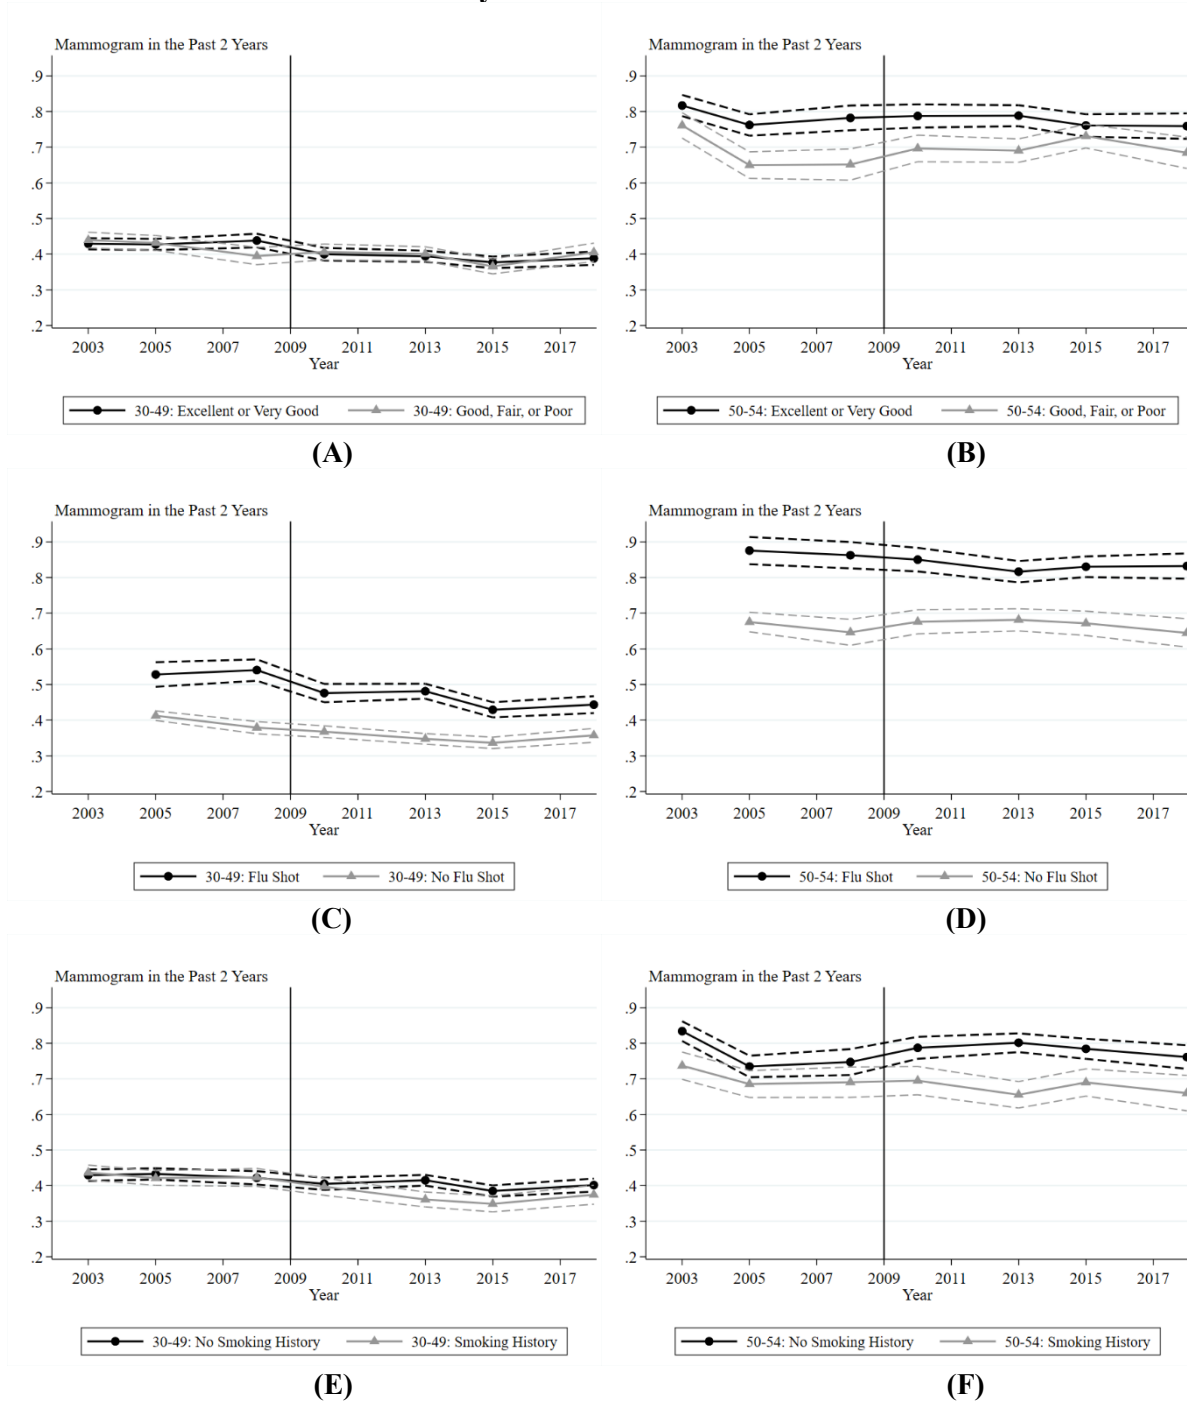 Mammogram in the Past 2 Years
.9
.8
.7
.6
.5
.4
.3
.2
2003 2005 2007 2009 2011 2013 2015 2017
Year
30-49: Excellent or Very Good 30-49: Good, Fair, or Poor
(A)
Mammogram in the Past 2 Years
.9
.8
.7
.6
.5
.4
.3
.2
2003 2005 2007 2009 2011 2013 2015 2017
Year
50-54: Excellent or Very Good 50-54: Good, Fair, or Poor
(B)
Mammogram in the Past 2 Years
.9
.8
.7
.6
.5
.4
.3
.2
2003 2005 2007 2009 2011 2013 2015 2017
Year
30-49: Flu Shot 30-49: No Flu Shot
(C)
Mammogram in the Past 2 Years
.9
.8
.7
.6
.5
.4
.3
.2
2003 2005 2007 2009 2011 2013 2015 2017
Year
50-54: Flu Shot 50-54: No Flu Shot
(D)
Mammogram in the Past 2 Years
.9
.8
.7
.6
.5
.4
.3
.2
2003 2005 2007 2009 2011 2013 2015 2017
Year
30-49: No Smoking History 30-49: Smoking History
(E)
Mammogram in the Past 2 Years
.9
.8
.7
.6
.5
.4
.3
.2
2003 2005 2007 2009 2011 2013 2015 2017
Year
50-54: No Smoking History 50-54: Smoking History
(F)